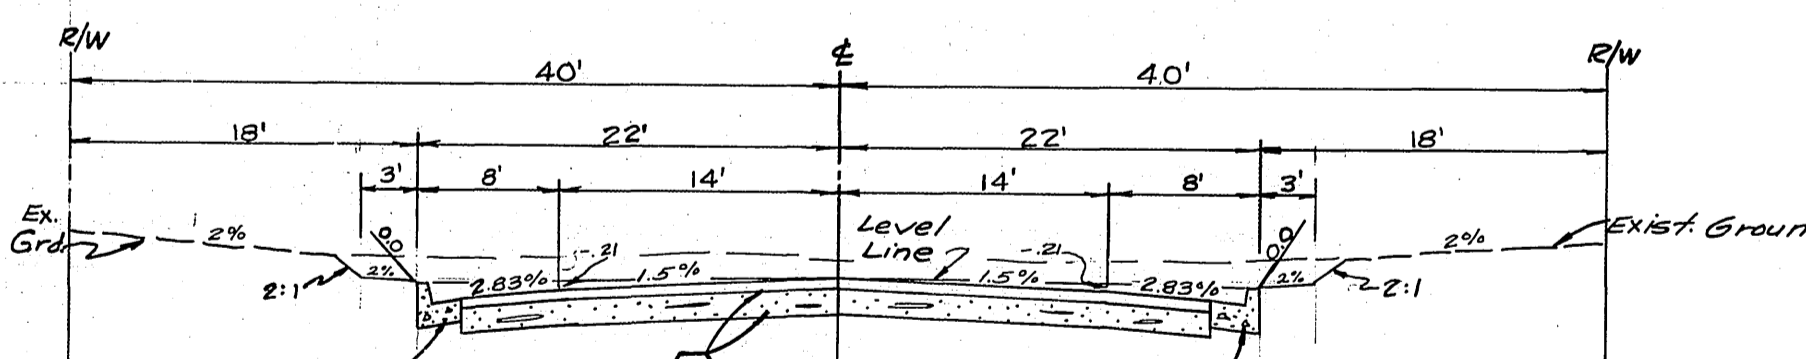 R/W ℄ R/W
40' 40'
18' 22' 22' 18'
3' 8' 14' 14' 8' 3'
Ex.
Grd.
2%
0.0
2%
2:1
2.83%
-.21
1.5%
Level
Line
-.21
1.5%
2.83%
0.0
2%
2:1
2%
Exist. Groun